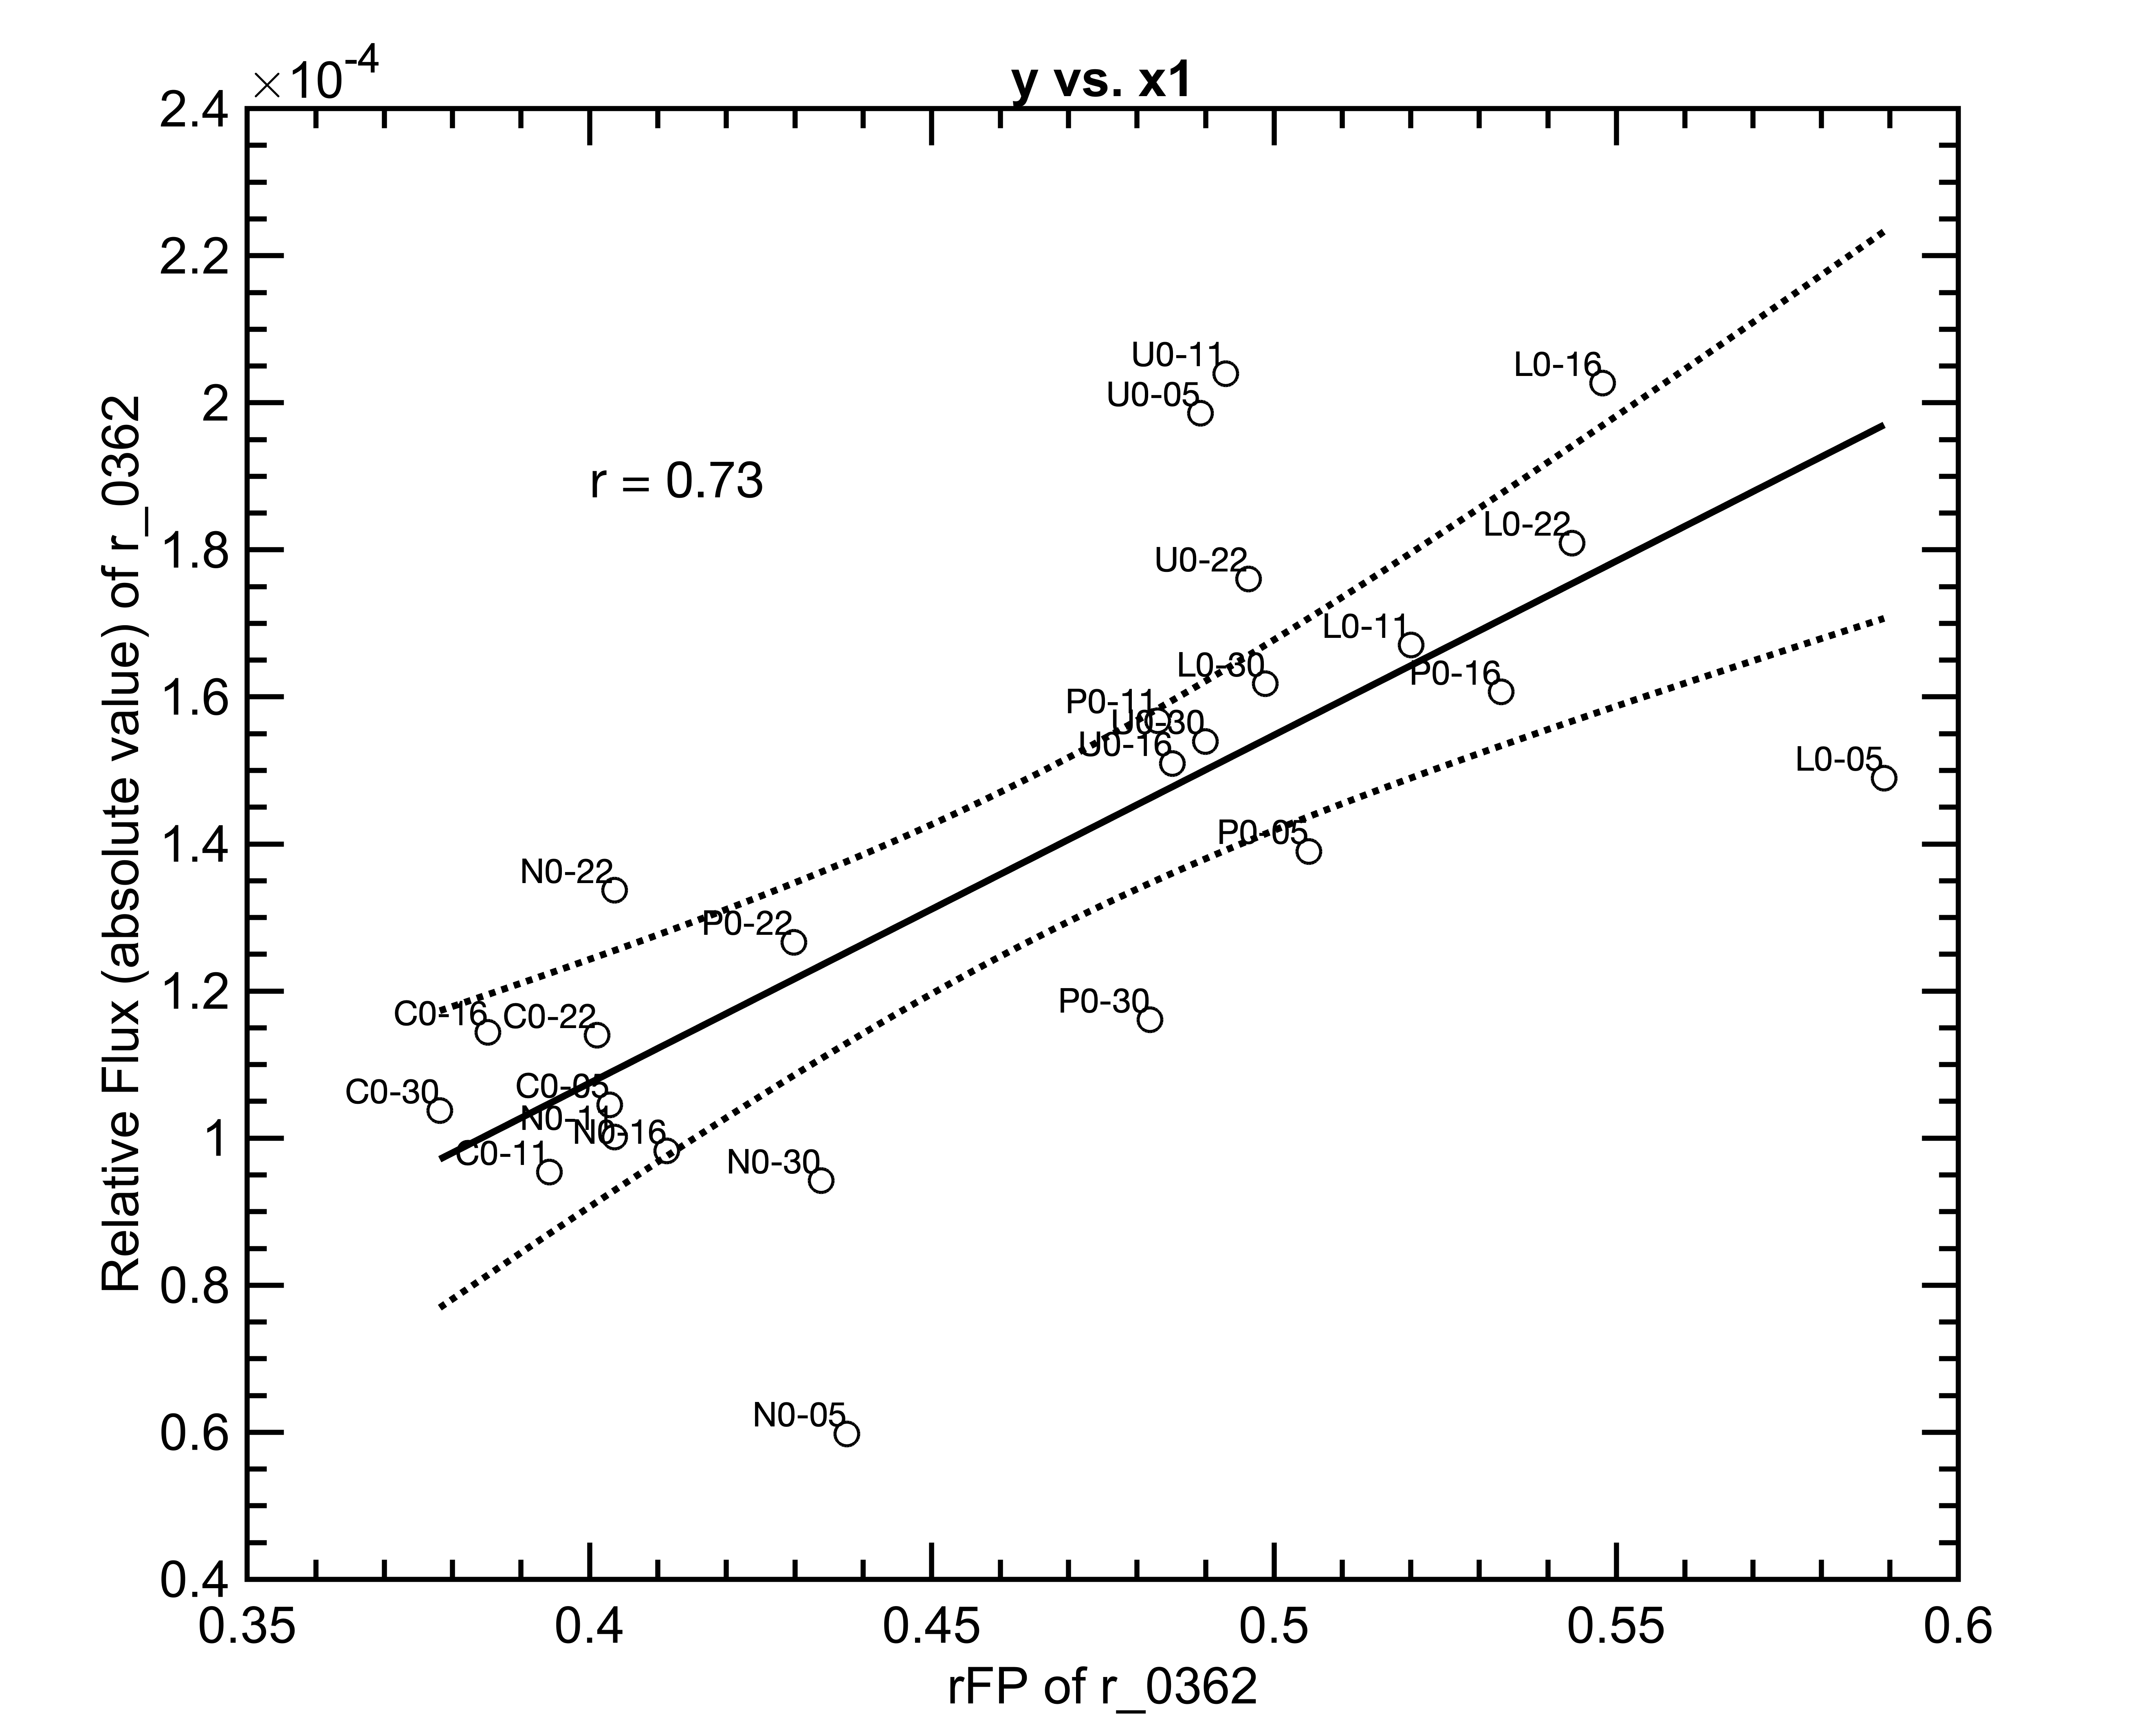 y vs. x1
×10-4
2.4
2.2
2
1.8
1.6
1.4
1.2
1
0.8
0.6
0.4
Relative Flux (absolute value) of r_0362
r = 0.73
U0-11
U0-05
L0-16
L0-22
U0-22
L0-11
L0-30
P0-16
P0-11
U0-30
U0-16
L0-05
P0-05
N0-22
P0-22
P0-30
C0-16
C0-22
C0-30
C0-05
N0-11
N0-16
C0-11
N0-30
N0-05
0.35
0.4
0.45
0.5
0.55
0.6
rFP of r_0362